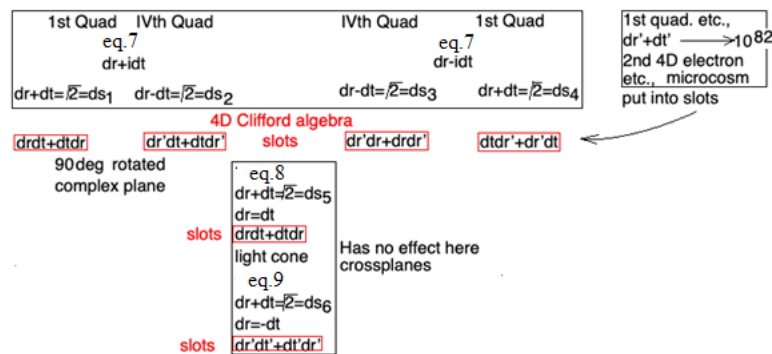 1st Quad IVth Quad IVth Quad 1st Quad
eq.7 eq.7
dr+idt dr-idt
dr+dt=√2=ds1 dr-dt=√2=ds2 dr-dt=√2=ds3 dr+dt=√2=ds4
1st quad. etc.,
dr'+dt' 10^82
2nd 4D electron
etc., microcosm
put into slots
4D Clifford algebra
slots
drdt+dtdr dr'dt+dtdr' dr'dr+drdr' dtdr'+dr'dt
90deg rotated
complex plane
eq.8
dr+dt=√2=ds5
dr=dt
slots drdt+dtdr
light cone
Has no effect here
crossplanes
eq.9
dr+dt=√2=ds6
dr=-dt
slots dr'dt'+dt'dr'